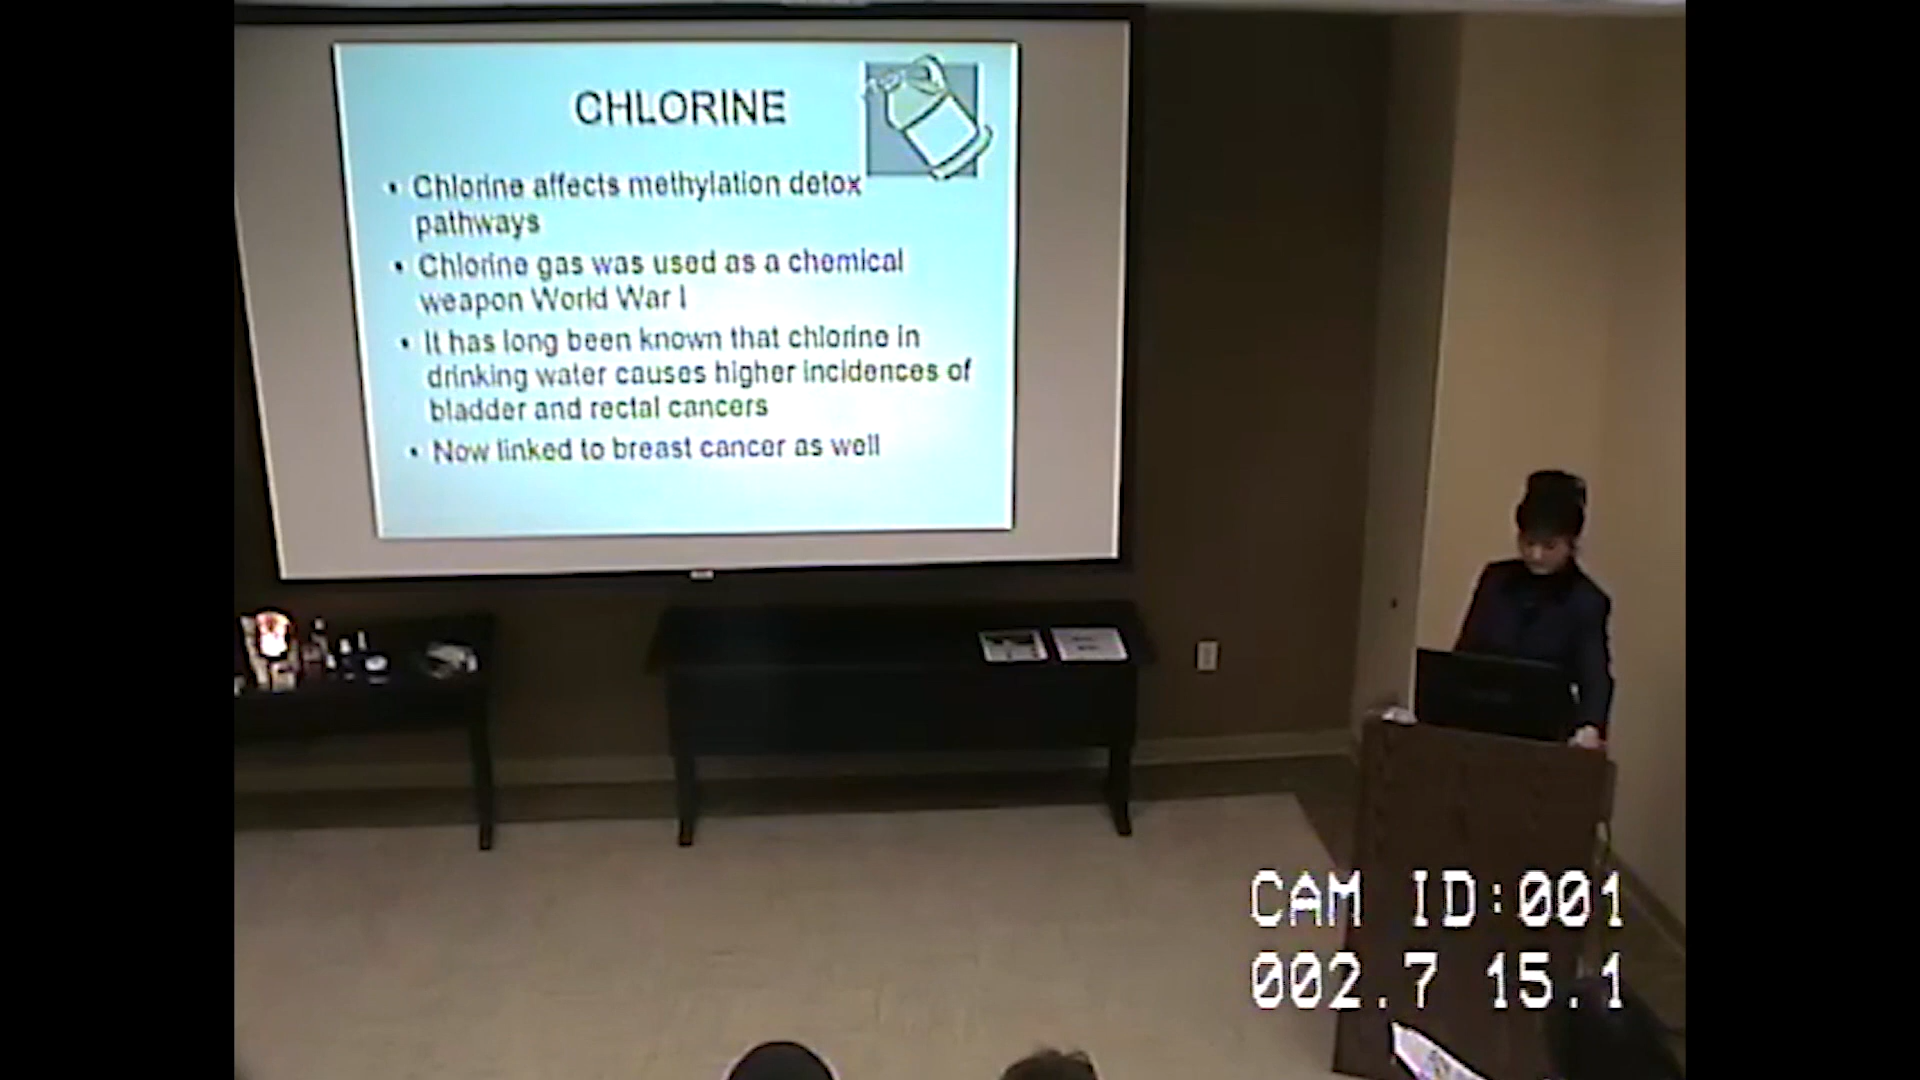 CHLORINE
• Chlorine affects methylation detox
pathways
• Chlorine gas was used as a chemical
weapon World War I
• It has long been known that chlorine in
drinking water causes higher incidences of
bladder and rectal cancers
• Now linked to breast cancer as well
CAM ID:001
002.7 15.1